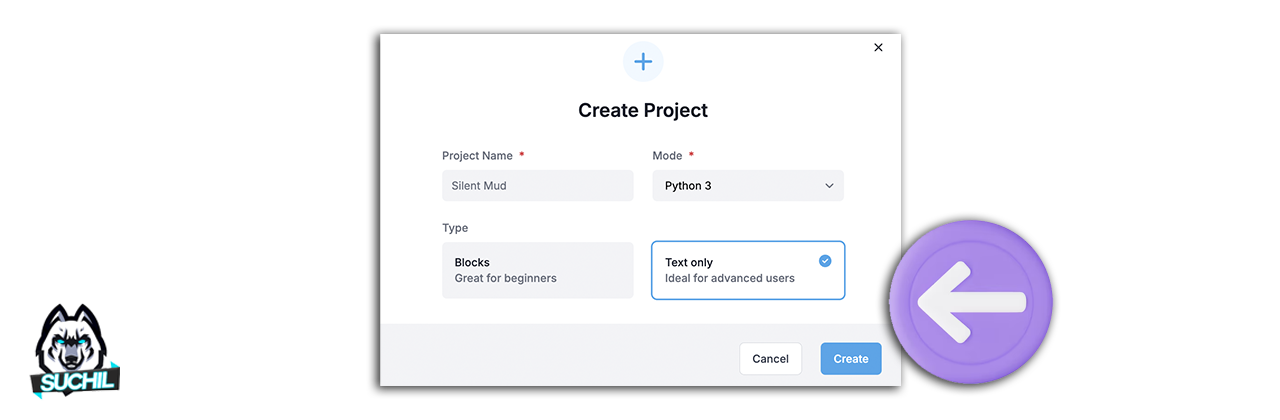 Create Project
Project Name * Mode *
Silent Mud Python 3
Type
Blocks Text only
Great for beginners Ideal for advanced users
Cancel Create
SUCHIL